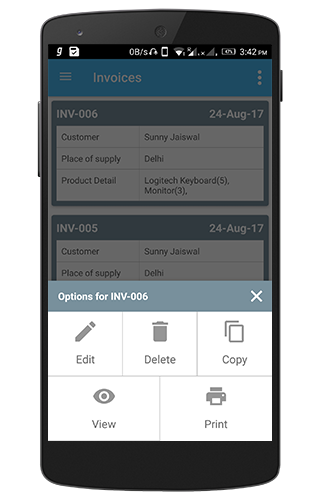 0B/s 3:42 PM
Invoices
INV-006 24-Aug-17
Customer Sunny Jaiswal
Place of supply Delhi
Product Detail Logitech Keyboard(5),
Monitor(3),
INV-005 24-Aug-17
Customer Sunny Jaiswal
Place of supply Delhi
Options for INV-006
Edit Delete Copy
View Print